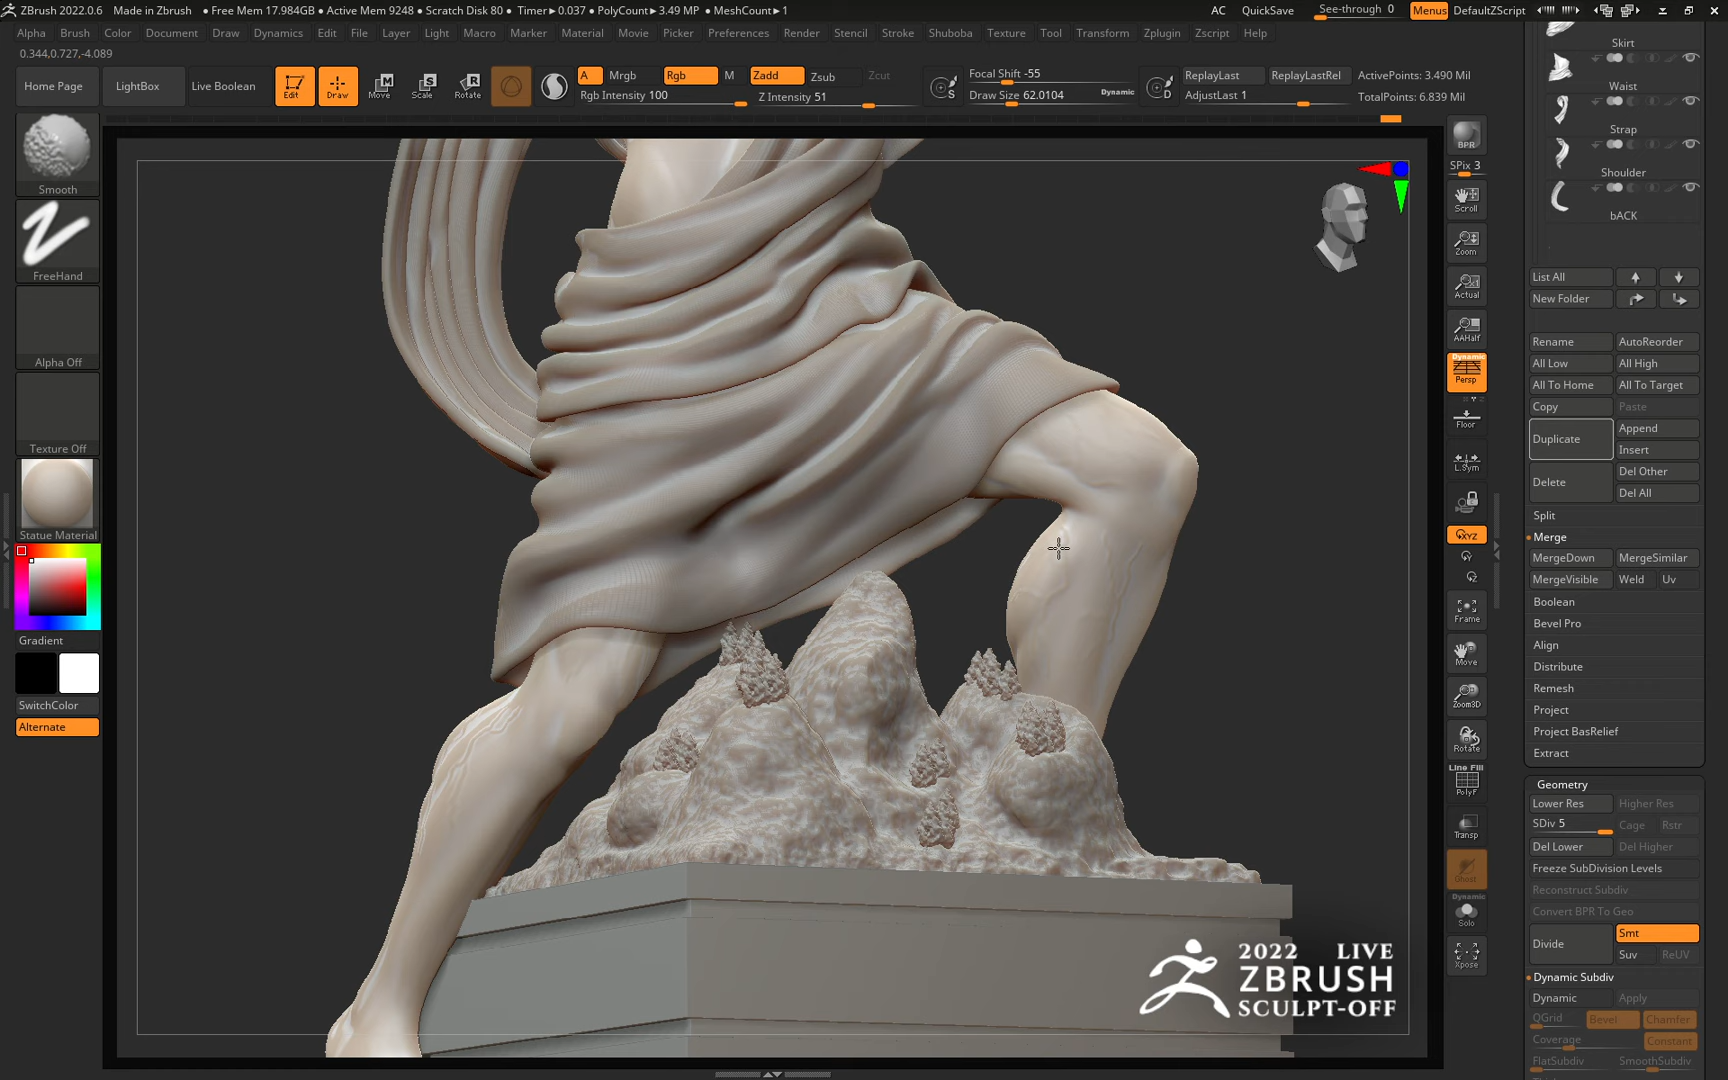 ZBrush 2022.0.6 Made in Zbrush • Free Mem 17.984GB • Active Mem 9248 • Scratch Disk 80 • Timer►0.037 • PolyCount►3.49 MP • MeshCount►1
AC QuickSave See-through 0 Menus DefaultZScript
Alpha Brush Color Document Draw Dynamics Edit File Layer Light Macro Marker Material Movie Picker Preferences Render Stencil Stroke Shuboba Texture Tool Transform Zplugin Zscript Help
0.344,0.727,-4.089
Home Page LightBox Live Boolean Edit Draw Move Scale Rotate
A Mrgb Rgb M Zadd Zsub Zcut
Rgb Intensity 100 Z Intensity 51
Focal Shift -55
Draw Size 62.0104 Dynamic
ReplayLast ReplayLastRel ActivePoints: 3.490 Mil
AdjustLast 1 TotalPoints: 6.839 Mil
Smooth
FreeHand
Alpha Off
Texture Off
Statue Material
Gradient
SwitchColor
Alternate
2022 LIVE
ZBRUSH
SCULPT-OFF
BPR
SPix 3
Scroll
Zoom
Actual
AAHalf
Dynamic
Persp
Floor
L.Sym
XYZ
Frame
Move
Zoom3D
Rotate
Line Fill
PolyF
Transp
Ghost
Dynamic
Solo
Xpose
Skirt
Waist
Strap
Shoulder
bACK
List All
New Folder
Rename AutoReorder
All Low All High
All To Home All To Target
Copy Paste
Duplicate Append
Insert
Delete Del Other
Del All
Split
Merge
MergeDown MergeSimilar
MergeVisible Weld Uv
Boolean
Bevel Pro
Align
Distribute
Remesh
Project
Project BasRelief
Extract
Geometry
Lower Res Higher Res
SDiv 5 Cage Rstr
Del Lower Del Higher
Freeze SubDivision Levels
Reconstruct Subdiv
Convert BPR To Geo
Divide Smt
Suv ReUV
Dynamic Subdiv
Dynamic Apply
QGrid Bevel Chamfer
Coverage Constant
FlatSubdiv SmoothSubdiv